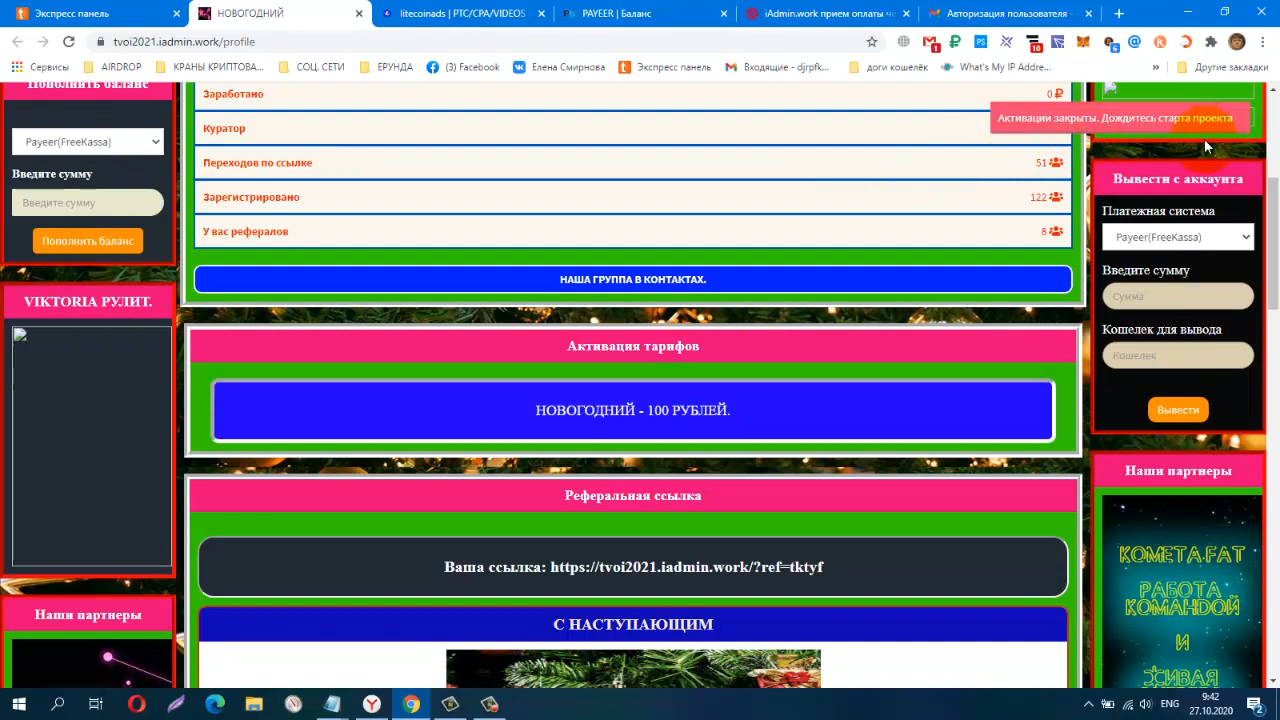 Экспресс панель
НОВОГОДНИЙ
litecoinads | PTC/CPA/VIDEOS
PAYEER | Баланс
iAdmin.work прием оплаты ч
Авторизация пользователя -
tvoi2021.iadmin.work/profile
Сервисы
AIRDROP
КРАНЫ КРИПТОВА...
СОЦ. СЕТИ
ЕРУНДА
(3) Facebook
Елена Смирнова
Экспресс панель
Входящие - djrpfk...
доги кошелёк
What's My IP Addre...
»
Другие закладки
Пополнить баланс
Payeer(FreeKassa)
Введите сумму
Введите сумму
Пополнить баланс
VIKTORIA РУЛИТ.
Наши партнеры
Заработано
0 ₽
Куратор
Переходов по ссылке
51
Зарегистрировано
122
У вас рефералов
8
НАША ГРУППА В КОНТАКТАХ.
Активация тарифов
НОВОГОДНИЙ - 100 РУБЛЕЙ.
Реферальная ссылка
Ваша ссылка: https://tvoi2021.iadmin.work/?ref=tktyf
С НАСТУПАЮЩИМ
Активации закрыты. Дождитесь старта проекта
Вывести с аккаунта
Платежная система
Payeer(FreeKassa)
Введите сумму
Сумма
Кошелек для вывода
Кошелек
Вывести
Наши партнеры
КОМЕТА.FAT
РАБОТА
КОМАНДОЙ
И
ЖИВАЯ
ENG
9:42
27.10.2020
2